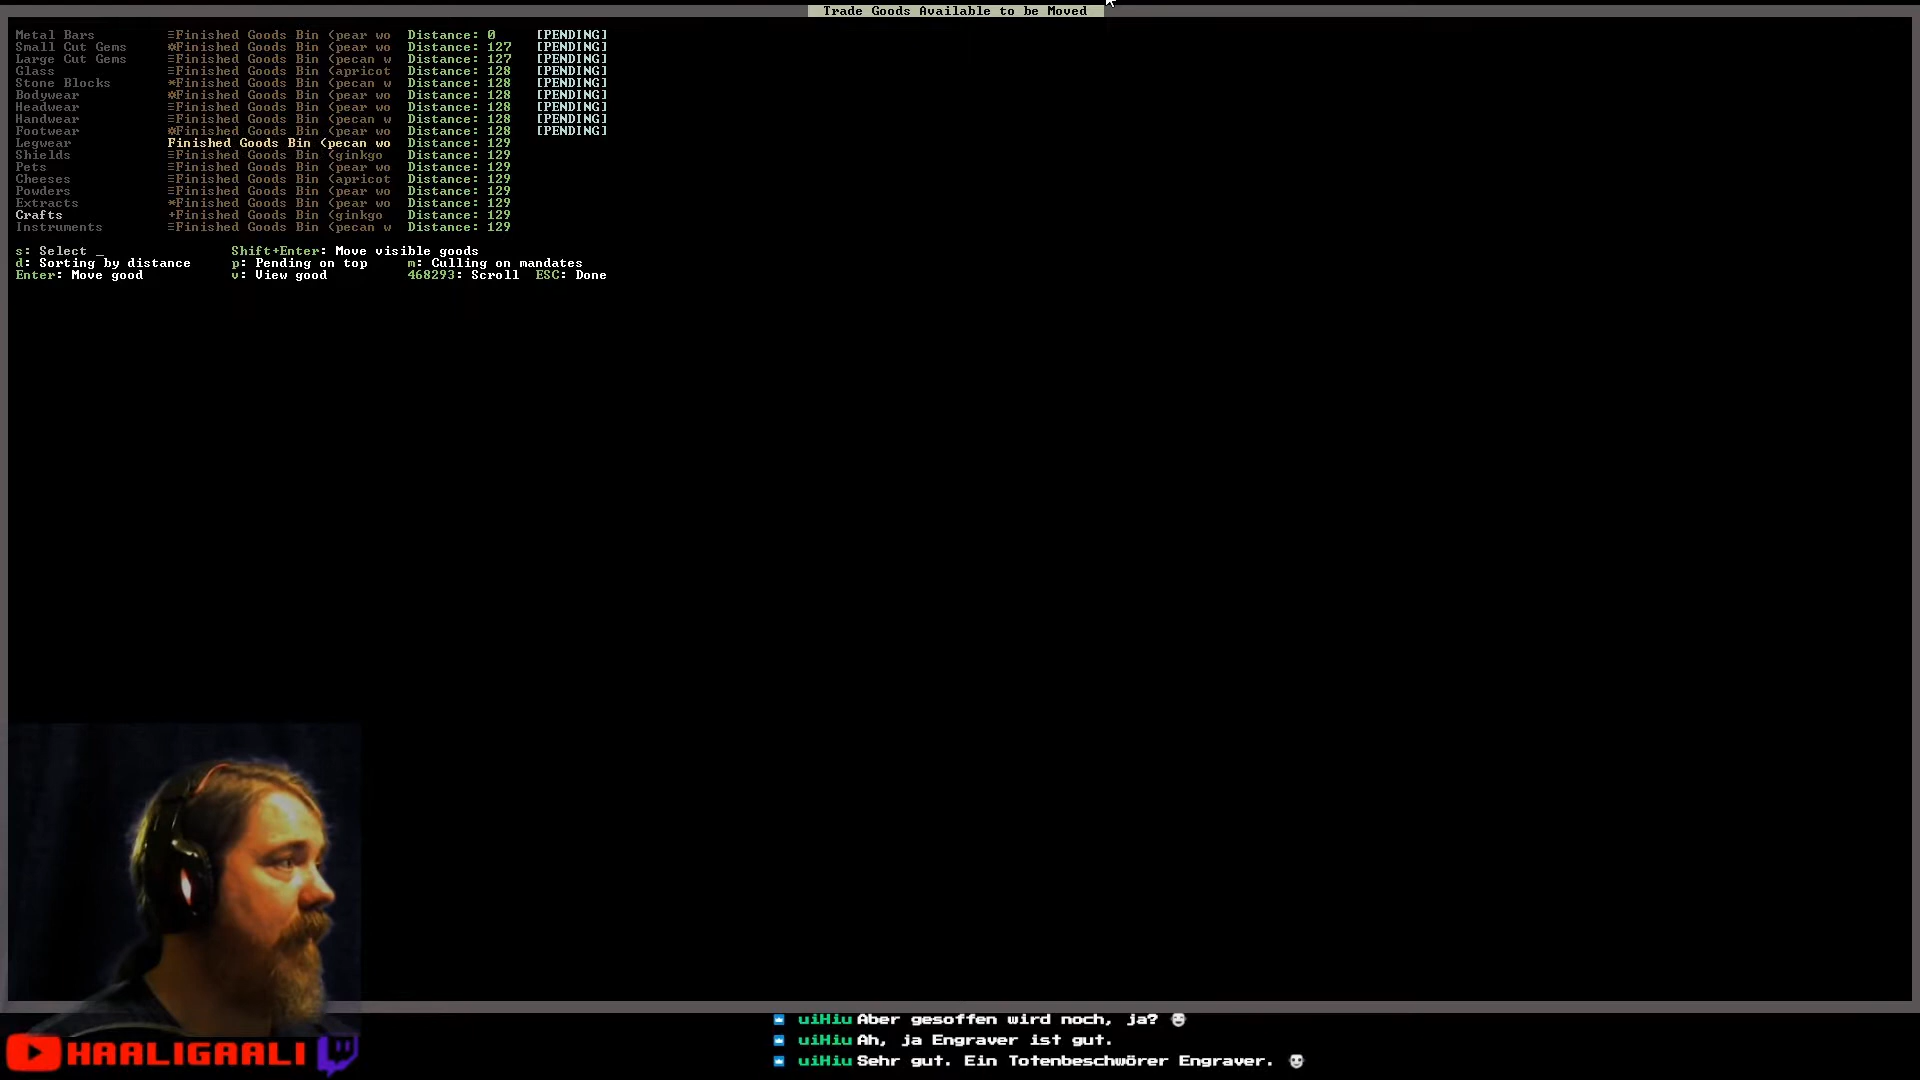 Trade Goods Available to be Moved
Metal Bars ≡Finished Goods Bin (pear wo Distance: 0 [PENDING]
Small Cut Gems ☼Finished Goods Bin (pear wo Distance: 127 [PENDING]
Large Cut Gems ≡Finished Goods Bin (pecan w Distance: 127 [PENDING]
Glass ≡Finished Goods Bin (apricot Distance: 128 [PENDING]
Stone Blocks *Finished Goods Bin (pecan w Distance: 128 [PENDING]
Bodywear ☼Finished Goods Bin (pear wo Distance: 128 [PENDING]
Headwear ≡Finished Goods Bin (pear wo Distance: 128 [PENDING]
Handwear ≡Finished Goods Bin (pecan w Distance: 128 [PENDING]
Footwear ☼Finished Goods Bin (pear wo Distance: 128 [PENDING]
Legwear Finished Goods Bin (pecan wo Distance: 129
Shields ≡Finished Goods Bin (ginkgo Distance: 129
Pets ≡Finished Goods Bin (pear wo Distance: 129
Cheeses ≡Finished Goods Bin (apricot Distance: 129
Powders ≡Finished Goods Bin (pear wo Distance: 129
Extracts *Finished Goods Bin (pear wo Distance: 129
Crafts +Finished Goods Bin (ginkgo Distance: 129
Instruments ≡Finished Goods Bin (pecan w Distance: 129
s: Select _ Shift+Enter: Move visible goods
d: Sorting by distance p: Pending on top m: Culling on mandates
Enter: Move good v: View good 468293: Scroll ESC: Done
uiHiu Aber gesoffen wird noch, ja?
uiHiu Ah, ja Engraver ist gut.
uiHiu Sehr gut. Ein Totenbeschwörer Engraver.
HAALIGAALI